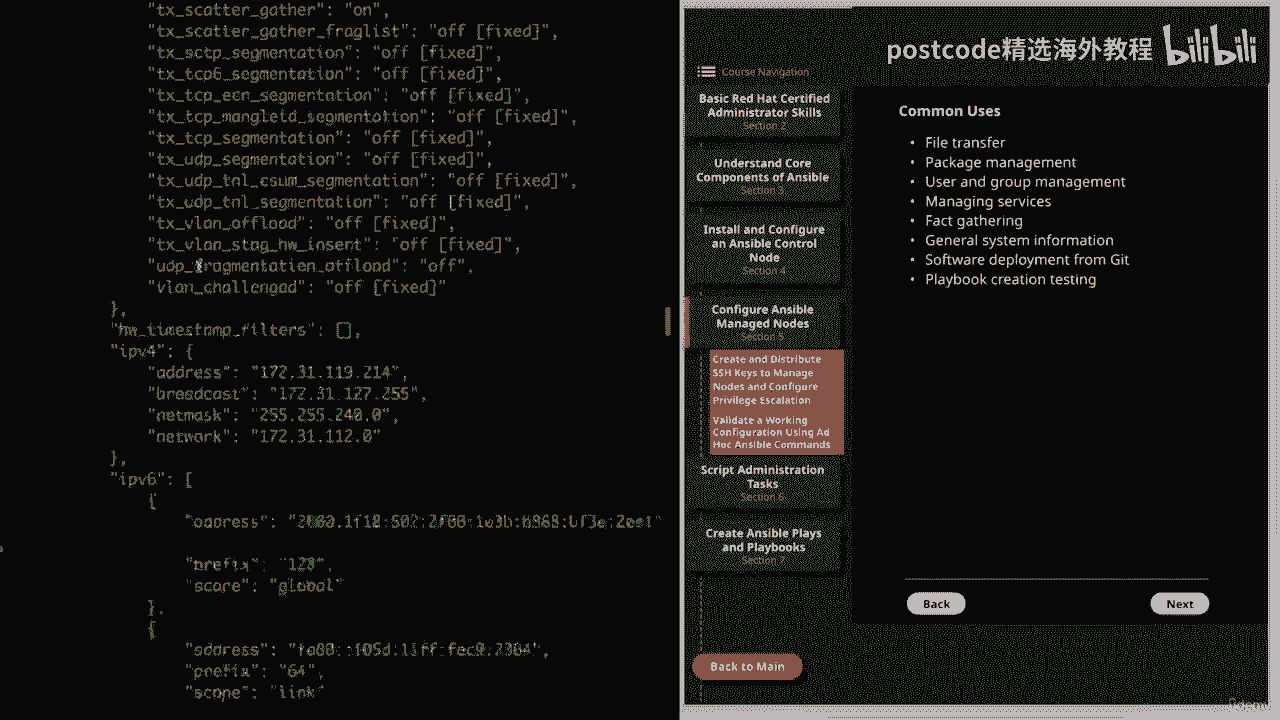 "tx_scatter_gather": "on",
"tx_scatter_gather_fraglist": "off [fixed]",
"tx_sctp_segmentation": "off [fixed]",
"tx_tcp6_segmentation": "off [fixed]",
"tx_tcp_ecn_segmentation": "off [fixed]",
"tx_tcp_mangleid_segmentation": "off [fixed]",
"tx_tcp_segmentation": "off [fixed]",
"tx_udp_segmentation": "off [fixed]",
"tx_udp_tnl_csum_segmentation": "off [fixed]",
"tx_udp_tnl_segmentation": "off [fixed]",
"tx_vlan_offload": "off [fixed]",
"tx_vlan_stag_hw_insert": "off [fixed]",
"udp_fragmentation_offload": "off",
"vlan_challenged": "off [fixed]"
},
"hw_timestamp_filters": [],
"ipv4": {
"address": "172.31.119.214",
"broadcast": "172.31.127.255",
"netmask": "255.255.240.0",
"network": "172.31.112.0"
},
"ipv6": [
{
"address":
"prefix": "128",
"scope": "global"
},
{
"address":
"prefix": "64",
"scope": "link"
postcode精选海外教程 bilibili
Course Navigation
Basic Red Hat Certified
Administrator Skills
Section 2
Understand Core
Components of Ansible
Section 3
Install and Configure
an Ansible Control
Node
Section 4
Configure Ansible
Managed Nodes
Section 5
Create and Distribute
SSH Keys to Manage
Nodes and Configure
Privilege Escalation
Validate a Working
Configuration Using Ad
Hoc Ansible Commands
Script Administration
Tasks
Section 6
Create Ansible Plays
and Playbooks
Section 7
Back to Main
Common Uses
• File transfer
• Package management
• User and group management
• Managing services
• Fact gathering
• General system information
• Software deployment from Git
• Playbook creation testing
Back
Next
Udemy